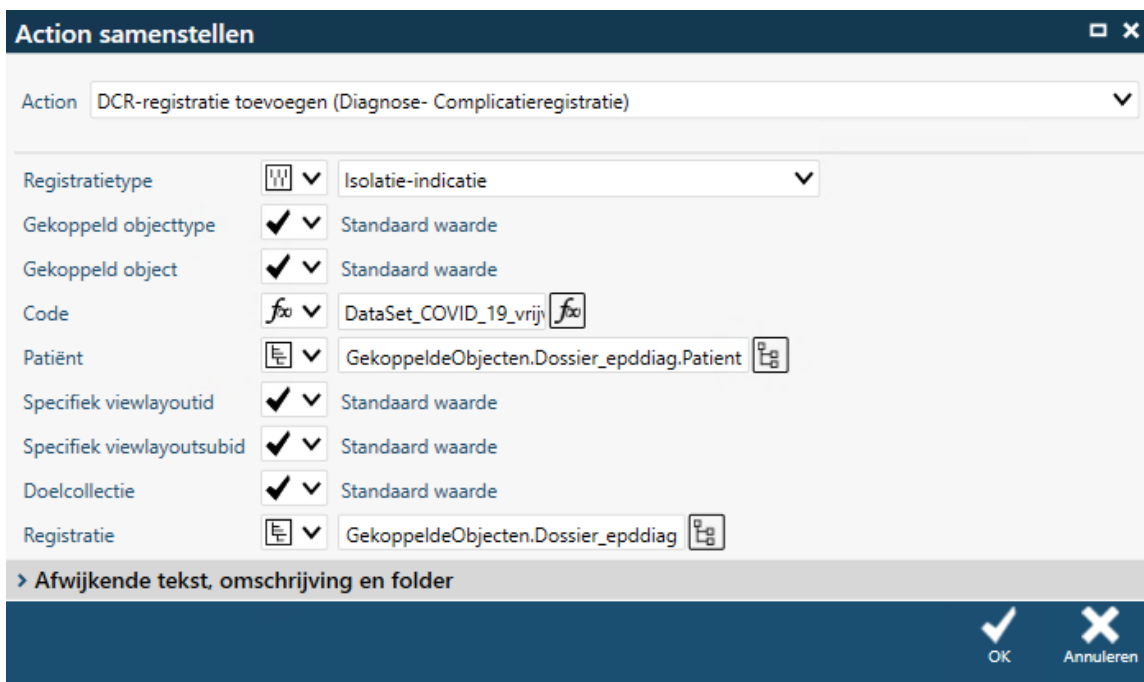 Action samenstellen
Action DCR-registratie toevoegen (Diagnose- Complicatieregistratie)
Registratietype Isolatie-indicatie
Gekoppeld objecttype Standaard waarde
Gekoppeld object Standaard waarde
Code fx DataSet_COVID_19_vrij fx
Patiënt GekoppeldeObjecten.Dossier_epddiag.Patient
Specifiek viewlayoutid Standaard waarde
Specifiek viewlayoutsubid Standaard waarde
Doelcollectie Standaard waarde
Registratie GekoppeldeObjecten.Dossier_epddiag
> Afwijkende tekst, omschrijving en folder
OK Annuleren